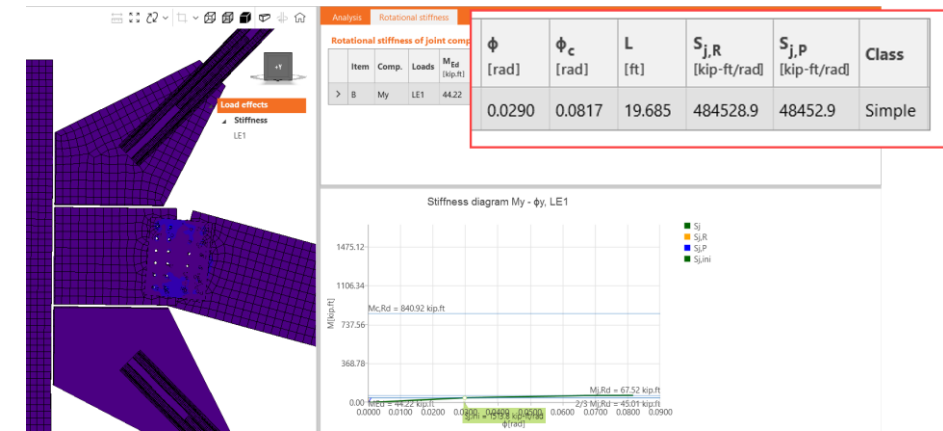 Analysis Rotational stiffness
Rotational stiffness of joint comp
Item Comp. Loads MEd [kip.ft]
> B My LE1 44.22
ϕ [rad] ϕc [rad] L [ft] Sj,R [kip-ft/rad] Sj,P [kip-ft/rad] Class
0.0290 0.0817 19.685 484528.9 48452.9 Simple
+Y
Load effects
Stiffness
LE1
Stiffness diagram My - ϕy, LE1
Sj
Sj,R
Sj,P
Sj,ini
M[kip.ft]
1475.12
1106.34
Mc,Rd = 840.92 kip.ft
737.56
368.78
Mj,Rd = 67.52 kip.ft
0.00
MEd = 44.22 kip.ft
2/3 Mj,Rd = 45.01 kip.ft
0.0000 0.0100 0.0200 0.0300 0.0400 0.0500 0.0600 0.0700 0.0800 0.0900
ϕ[rad]